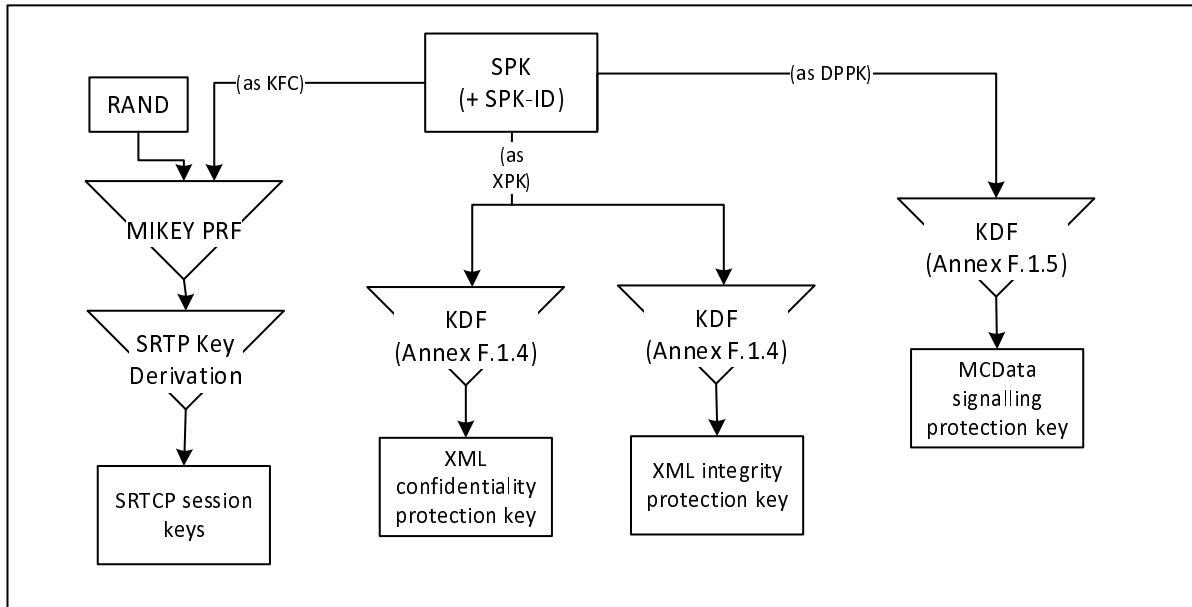 SPK
(+ SPK-ID)
(as KFC)
(as DPPK)
RAND
(as
XPK)
MIKEY PRF
KDF
(Annex F.1.5)
SRTP Key
Derivation
KDF
(Annex F.1.4)
KDF
(Annex F.1.4)
MCData
signalling
protection key
SRTCP session
keys
XML
confidentiality
protection key
XML integrity
protection key